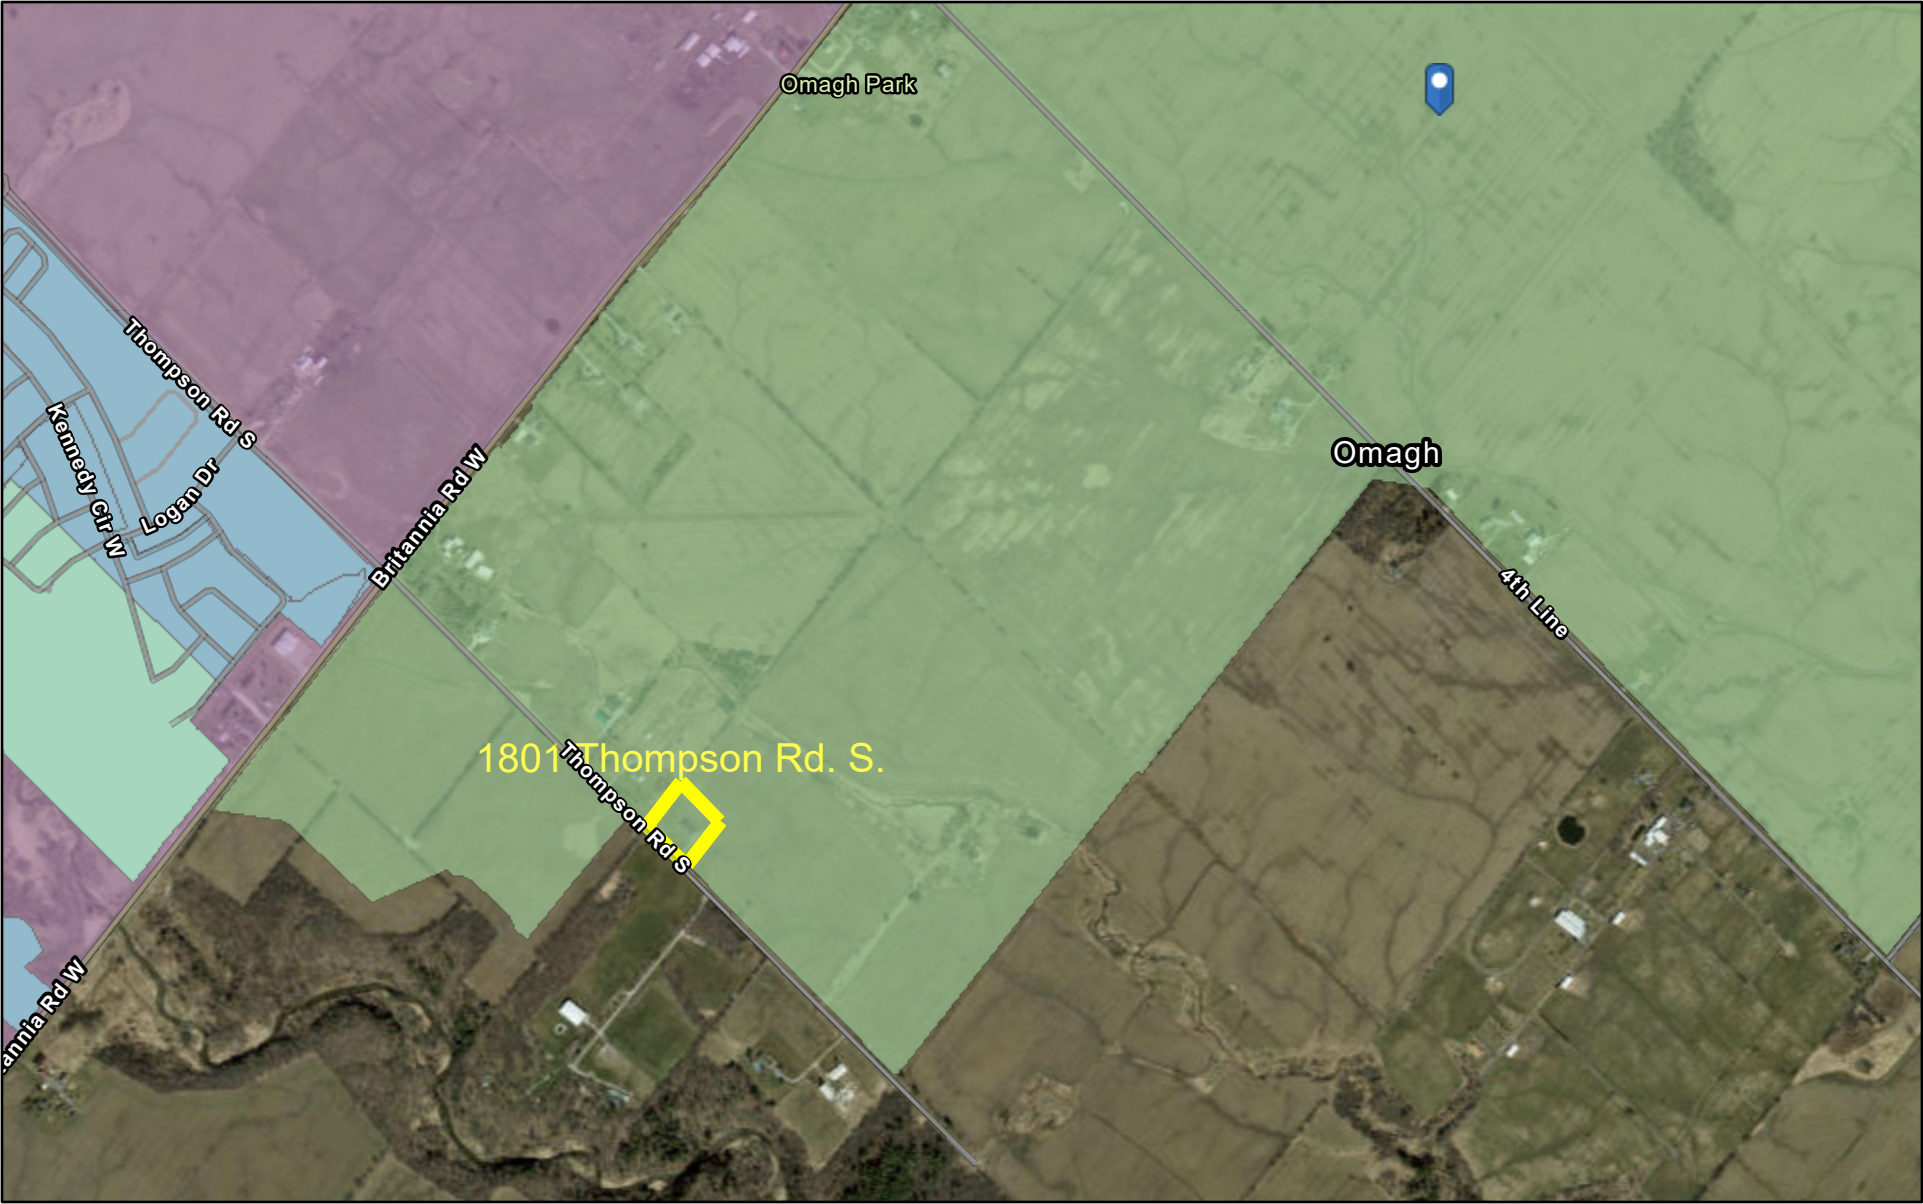 Omagh Park
Thompson Rd S
Kennedy Cir W
Logan Dr
Britannia Rd W
Omagh
4th Line
1801 Thompson Rd. S.
Thompson Rd S
annia Rd W